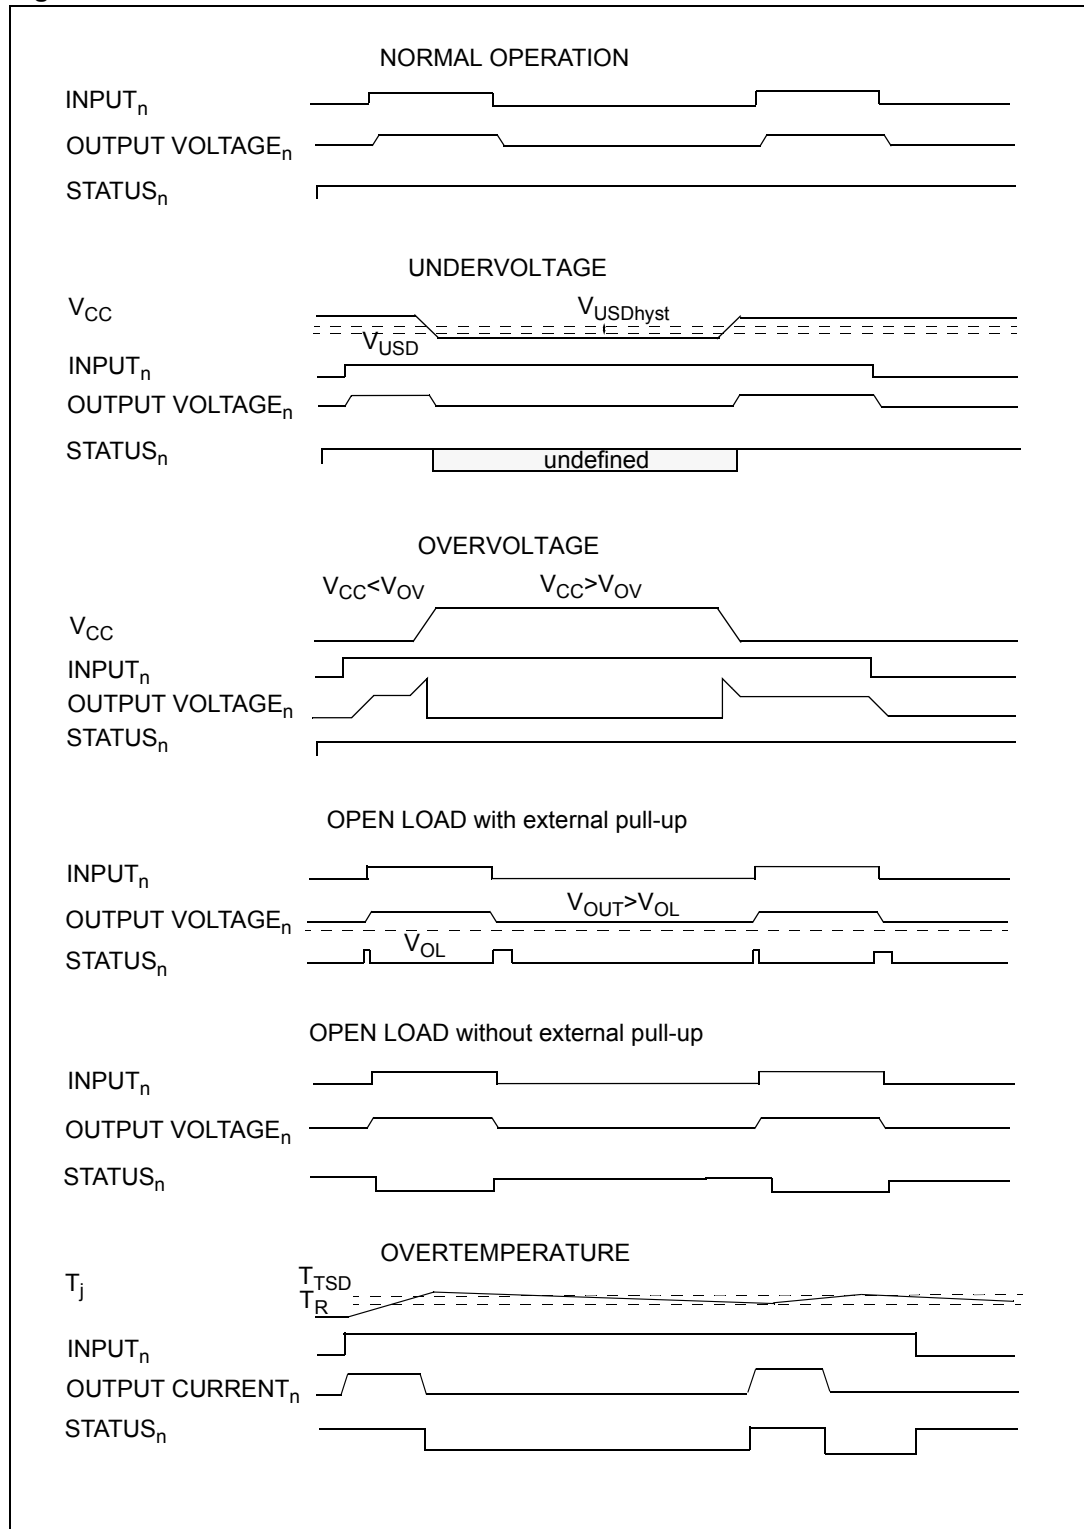 NORMAL OPERATION
INPUTn
OUTPUT VOLTAGEn
STATUSn
UNDERVOLTAGE
VCC
VUSDhyst
VUSD
INPUTn
OUTPUT VOLTAGEn
STATUSn
undefined
OVERVOLTAGE
VCC<VOV VCC>VOV
VCC
INPUTn
OUTPUT VOLTAGEn
STATUSn
OPEN LOAD with external pull-up
INPUTn
OUTPUT VOLTAGEn
VOUT>VOL
VOL
STATUSn
OPEN LOAD without external pull-up
INPUTn
OUTPUT VOLTAGEn
STATUSn
OVERTEMPERATURE
Tj
TTSD
TR
INPUTn
OUTPUT CURRENTn
STATUSn